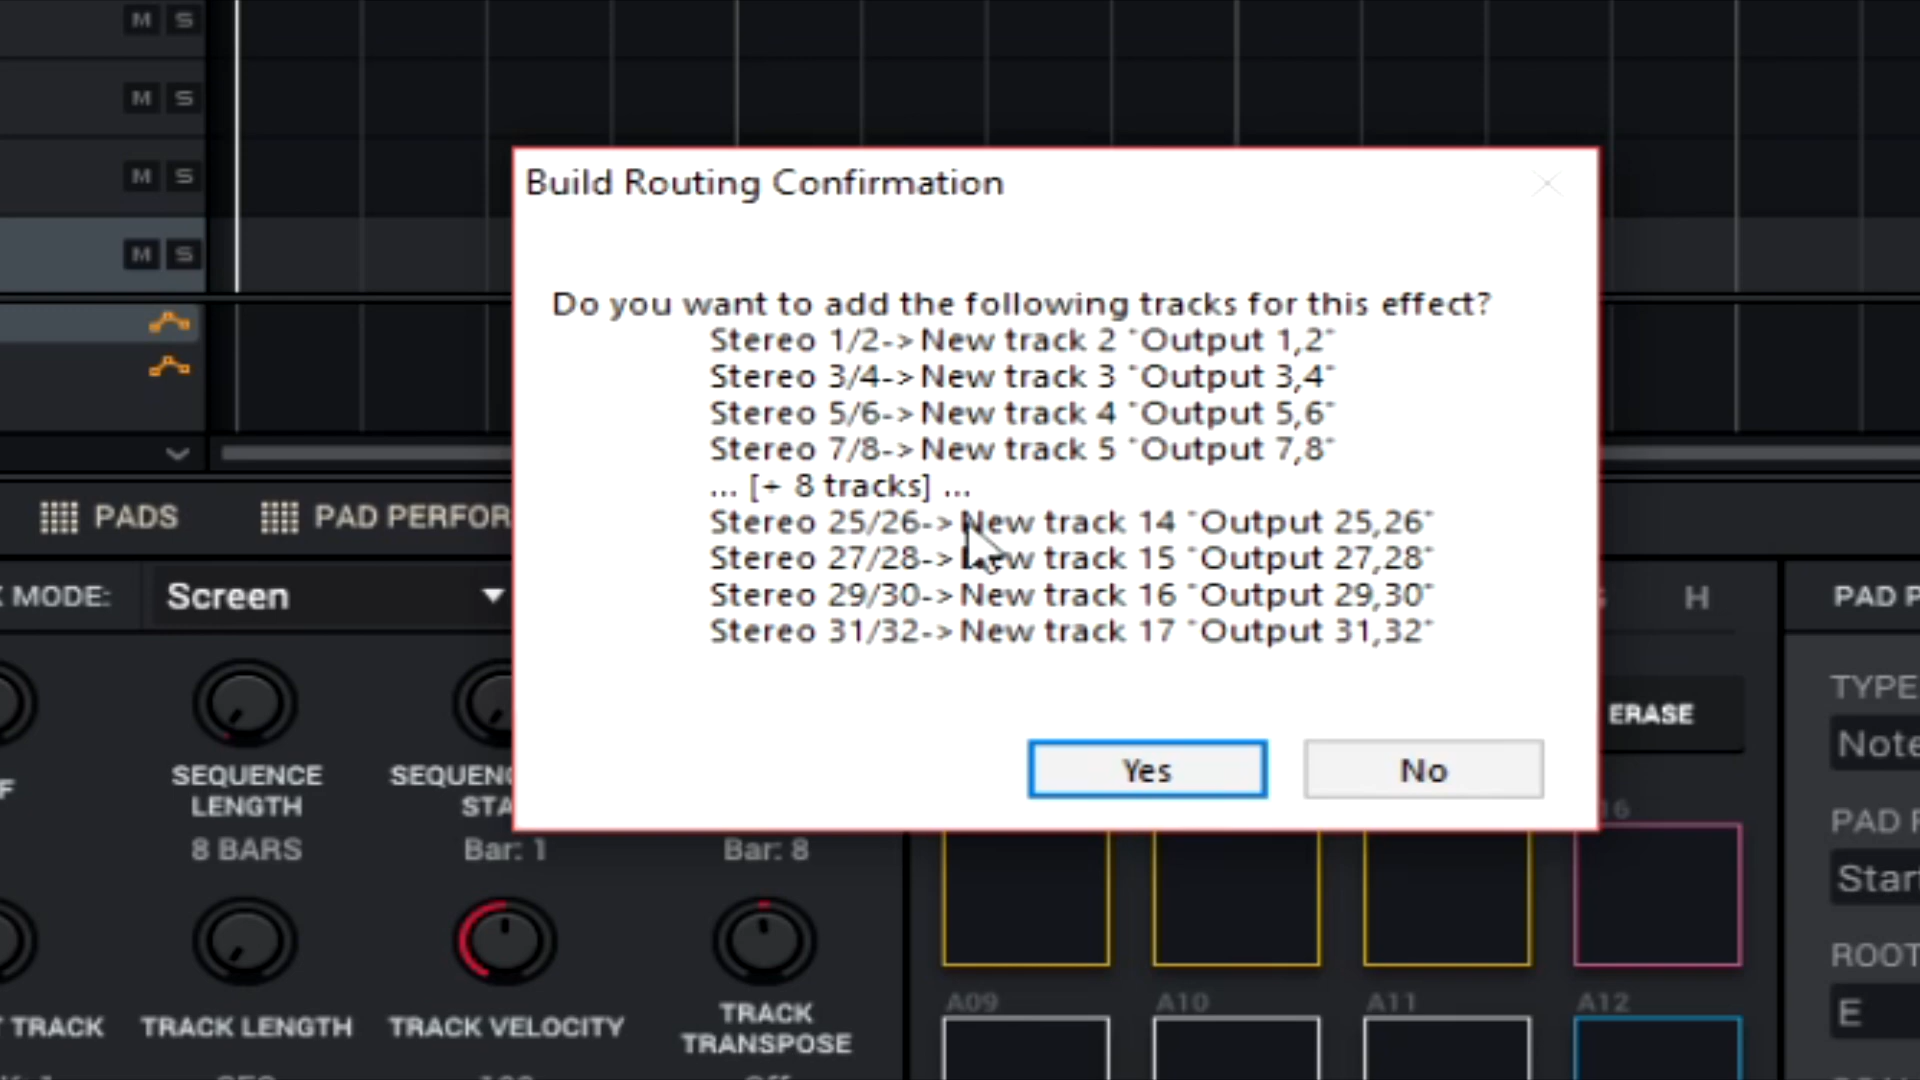 M S
M S
M S
M S
Build Routing Confirmation
Do you want to add the following tracks for this effect?
Stereo 1/2-> New track 2 "Output 1,2"
Stereo 3/4-> New track 3 "Output 3,4"
Stereo 5/6-> New track 4 "Output 5,6"
Stereo 7/8-> New track 5 "Output 7,8"
... [+ 8 tracks] ...
Stereo 25/26-> New track 14 "Output 25,26"
Stereo 27/28-> New track 15 "Output 27,28"
Stereo 29/30-> New track 16 "Output 29,30"
Stereo 31/32-> New track 17 "Output 31,32"
Yes No
PADS PAD PERFOR
MODE: Screen
H
PAD P
ERASE
TYPE
Note
PAD P
Start
ROOT
E
SEQUENCE
LENGTH
8 BARS
SEQUENC
STA
Bar: 1
Bar: 8
16
TRACK
TRACK LENGTH
TRACK VELOCITY
TRACK
TRANSPOSE
A09 A10 A11 A12